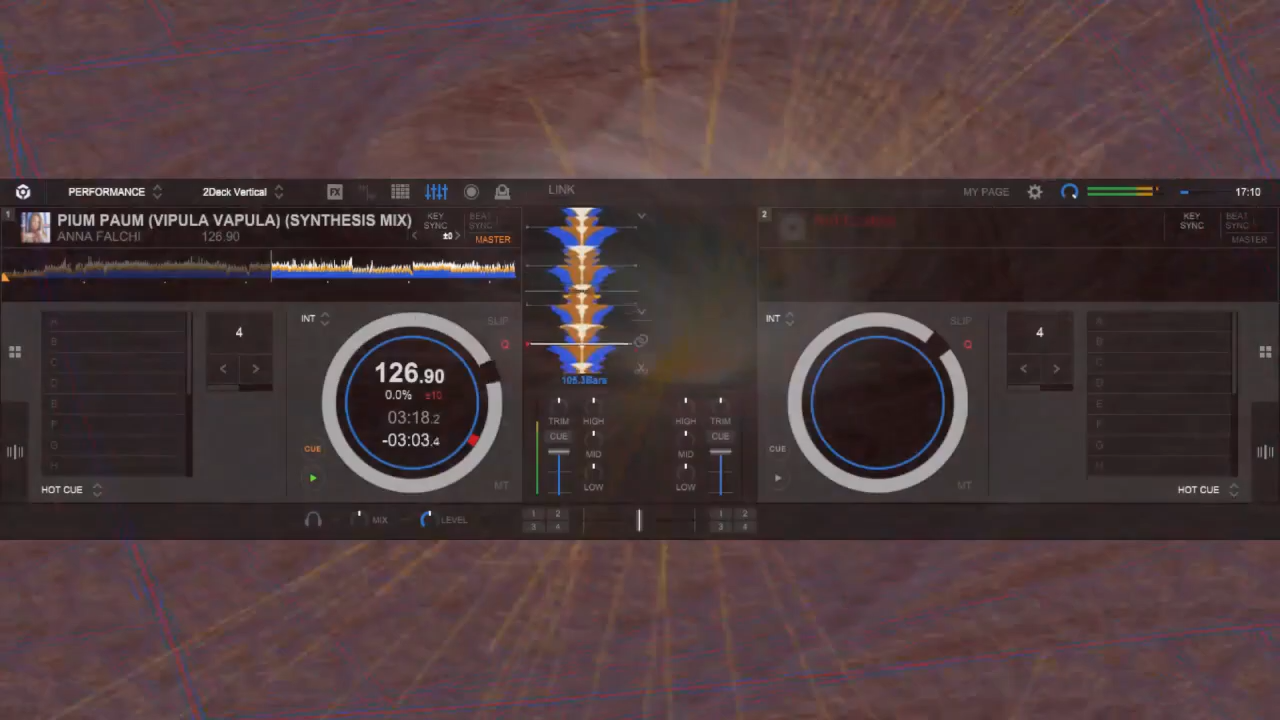 PERFORMANCE 2Deck Vertical FX LINK MY PAGE 17:10
1 PIUM PAUM (VIPULA VAPULA) (SYNTHESIS MIX) KEY SYNC BEAT SYNC
ANNA FALCHI 126.90 ±0 MASTER
2 KEY SYNC BEAT SYNC MASTER
INT SLIP
Q
4
A
B
C
D
E
F
G
H
126.90
0.0% ±10
03:18.2
-03:03.4
CUE
MT
HOT CUE
105.3Bars
TRIM HIGH HIGH TRIM
CUE CUE
MID MID
LOW LOW
INT SLIP
Q
CUE
MT
4
A
B
C
D
E
F
G
H
HOT CUE
MIX LEVEL
1 2 1 2
3 4 3 4